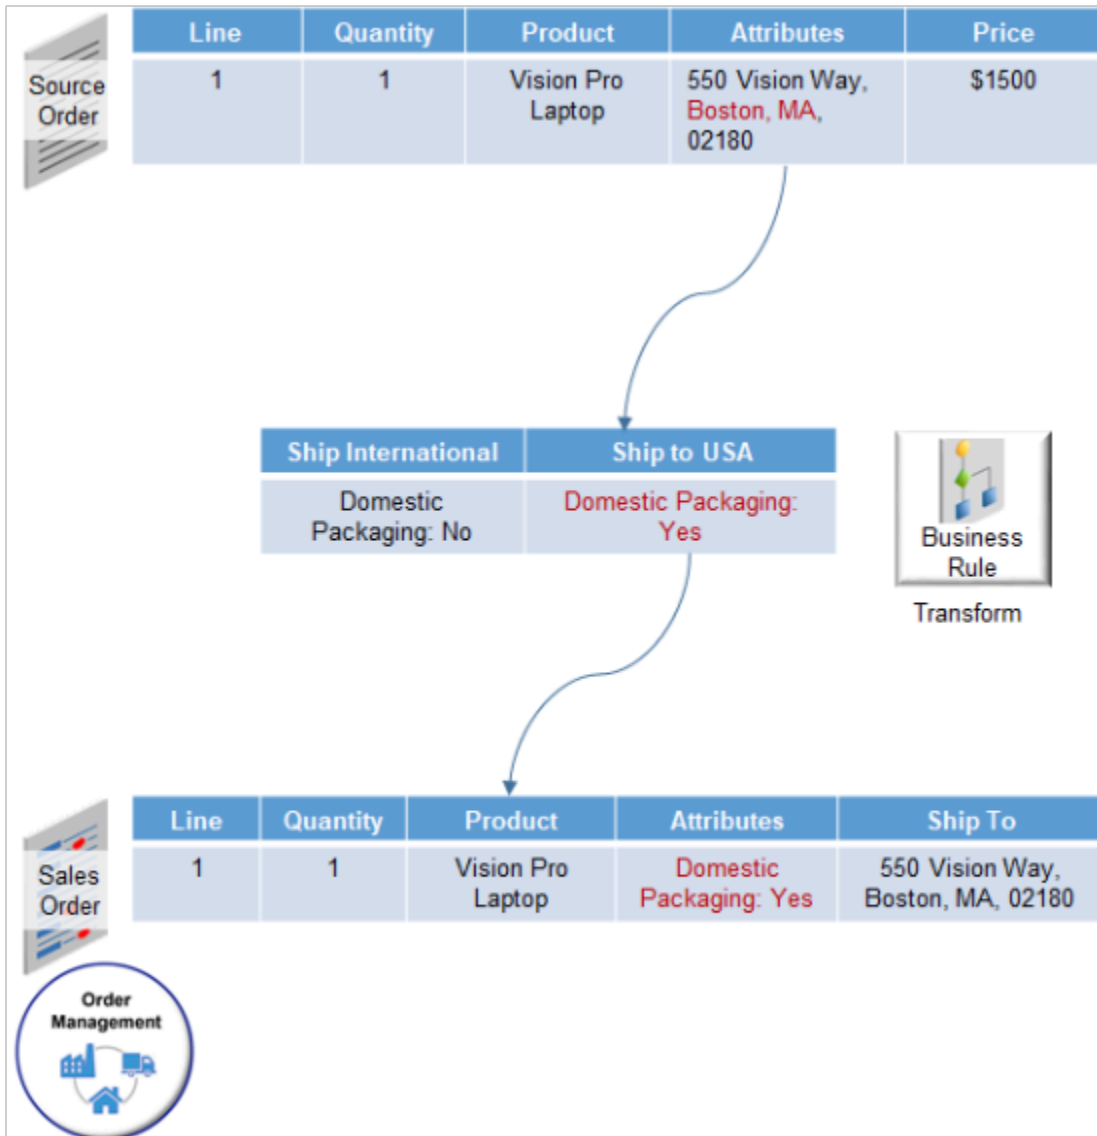 Line Quantity Product Attributes Price
Source
Order
1 1 Vision Pro
Laptop
550 Vision Way,
Boston, MA,
02180
$1500
Ship International Ship to USA
Domestic
Packaging: No
Domestic Packaging:
Yes
Business
Rule
Transform
Line Quantity Product Attributes Ship To
Sales
Order
1 1 Vision Pro
Laptop
Domestic
Packaging: Yes
550 Vision Way,
Boston, MA, 02180
Order
Management